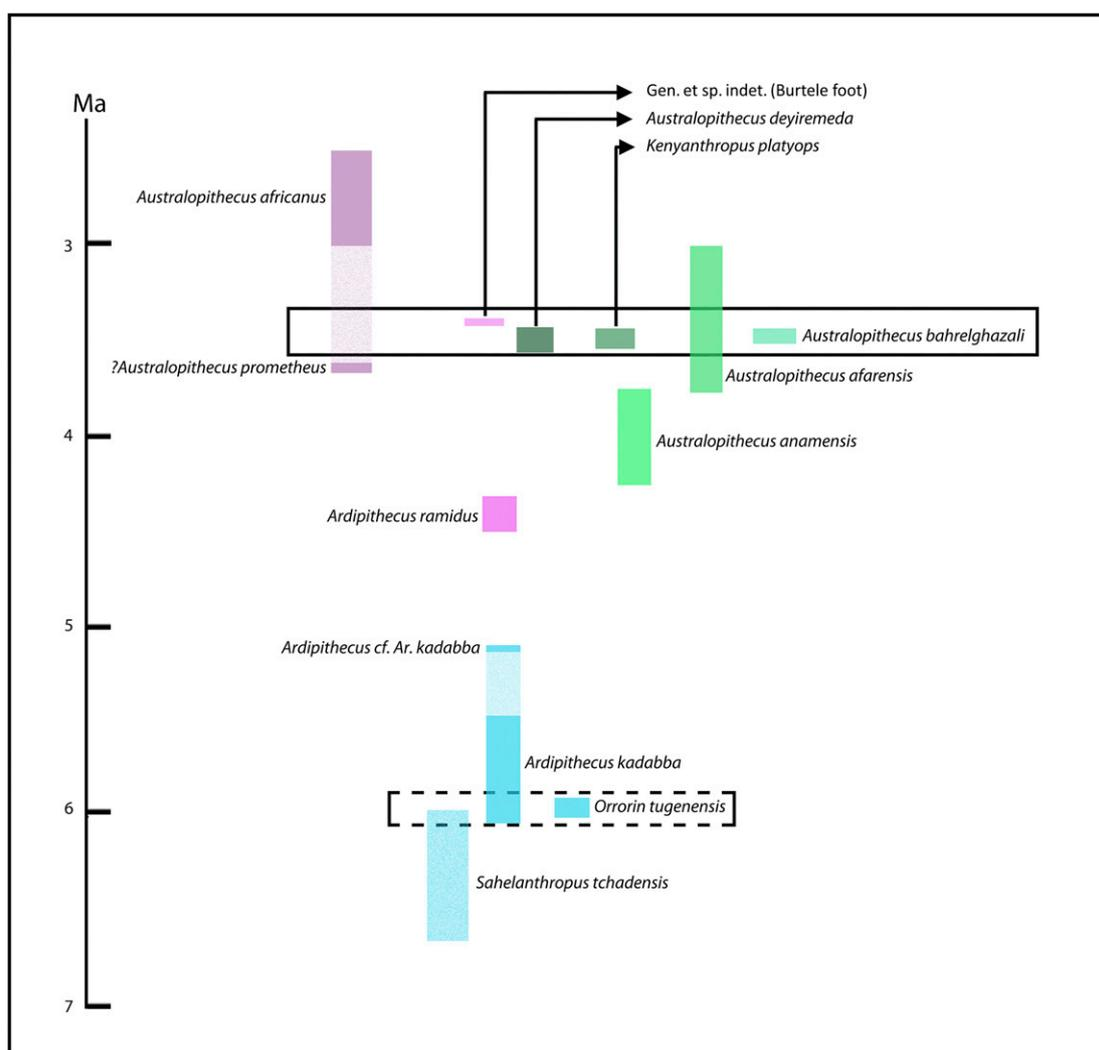 Ma
Gen. et sp. indet. (Burtele foot)
Australopithecus deyiremeda
Kenyanthropus platyops
Australopithecus africanus
3
Australopithecus bahrelghazali
?Australopithecus prometheus
Australopithecus afarensis
4
Australopithecus anamensis
Ardipithecus ramidus
5
Ardipithecus cf. Ar. kadabba
Ardipithecus kadabba
6
Orrorin tugenensis
Sahelanthropus tchadensis
7